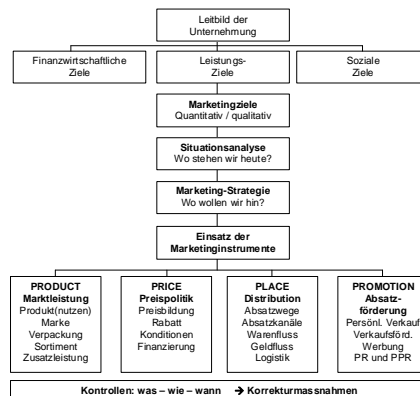 Leitbild der
Unternehmung
Finanzwirtschaftliche
Ziele
Leistungs-
Ziele
Soziale
Ziele
Marketingziele
Quantitativ / qualitativ
Situationsanalyse
Wo stehen wir heute?
Marketing-Strategie
Wo wollen wir hin?
Einsatz der
Marketinginstrumente
PRODUCT
Marktleistung
Produkt(nutzen)
Marke
Verpackung
Sortiment
Zusatzleistung
PRICE
Preispolitik
Preisbildung
Rabatt
Konditionen
Finanzierung
PLACE
Distribution
Absatzwege
Absatzkanäle
Warenfluss
Geldfluss
Logistik
PROMOTION
Absatz-
förderung
Persönl. Verkauf
Verkaufsförd.
Werbung
PR und PPR
Kontrollen: was – wie – wann → Korrekturmassnahmen